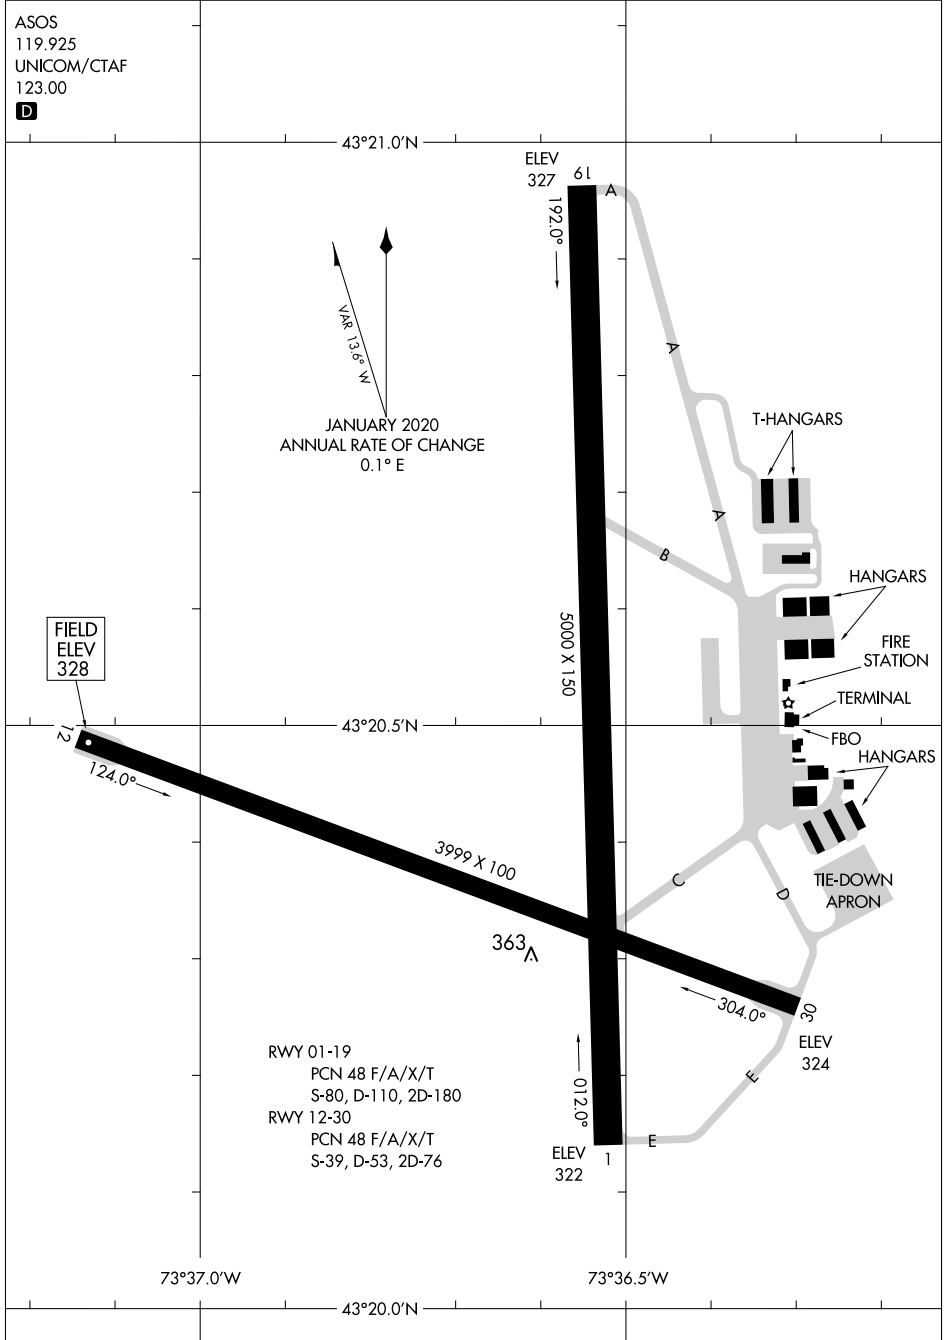 ASOS
119.925
UNICOM/CTAF
123.00
D
43°21.0'N
ELEV
327
19
A
192.0°
VAR 13.6° W
JANUARY 2020
ANNUAL RATE OF CHANGE
0.1° E
A
T-HANGARS
A
B
HANGARS
5000 X 150
FIELD
ELEV
328
FIRE
STATION
TERMINAL
43°20.5'N
12
FBO
HANGARS
124.0°
3999 X 100
C
D
TIE-DOWN
APRON
363
304.0°
30
ELEV
324
RWY 01-19
PCN 48 F/A/X/T
S-80, D-110, 2D-180
RWY 12-30
PCN 48 F/A/X/T
S-39, D-53, 2D-76
012.0°
E
E
ELEV
322
1
73°37.0'W
73°36.5'W
43°20.0'N